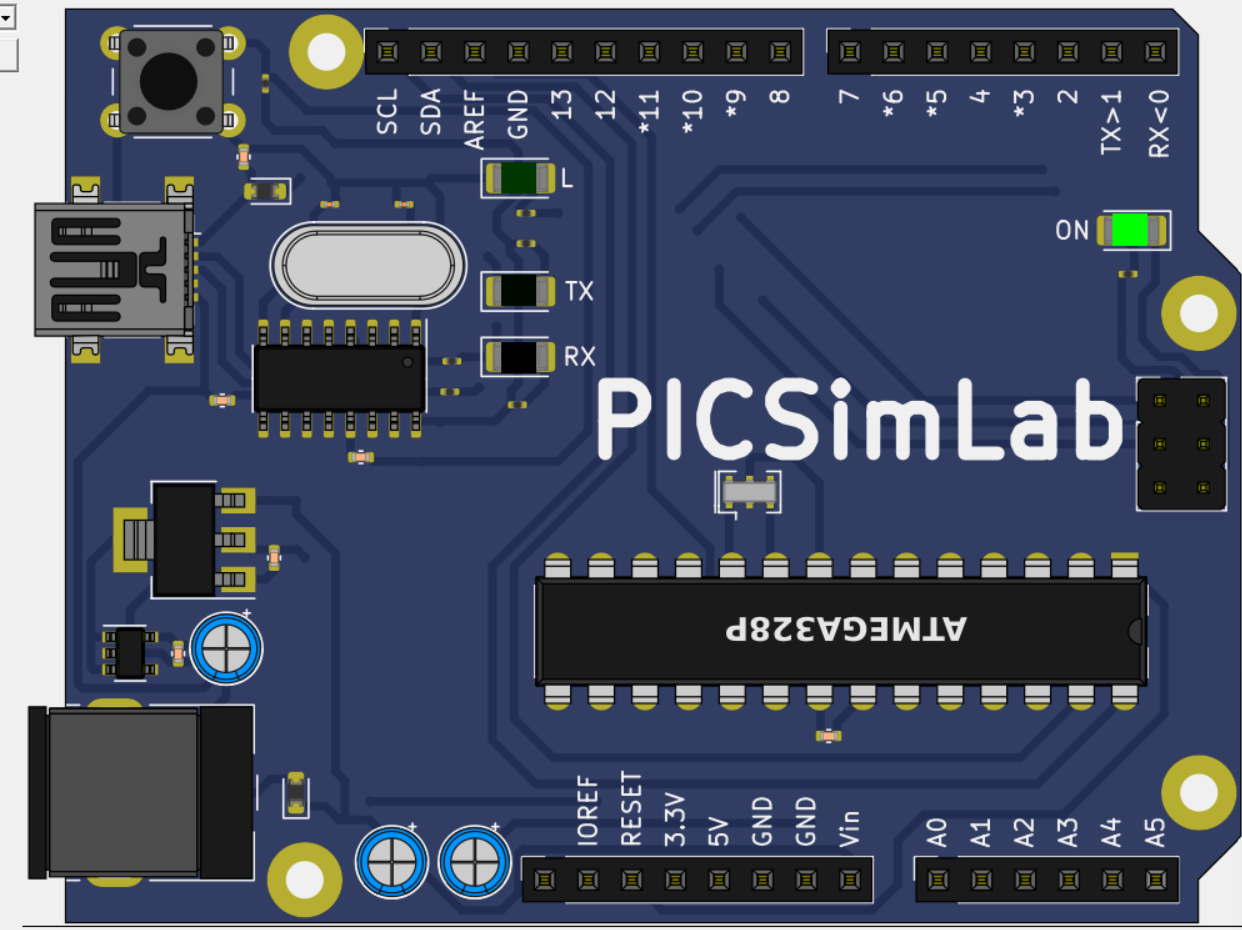 SCL
SDA
AREF
GND
13
12
*11
*10
*9
8
7
*6
*5
4
*3
2
TX>1
RX<0
L
ON
TX
RX
PICSimLab
ATMEGA328P
+
+
+
IOREF
RESET
3.3V
5V
GND
GND
Vin
A0
A1
A2
A3
A4
A5